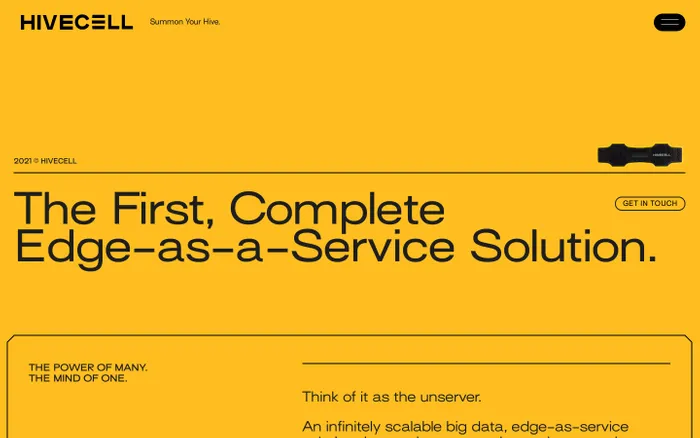 HIVECELL
Summon Your Hive.
2021 © HIVECELL
HIVECELL
The First, Complete
Edge-as-a-Service Solution.
GET IN TOUCH
THE POWER OF MANY.
THE MIND OF ONE.
Think of it as the unserver.
An infinitely scalable big data, edge-as-service